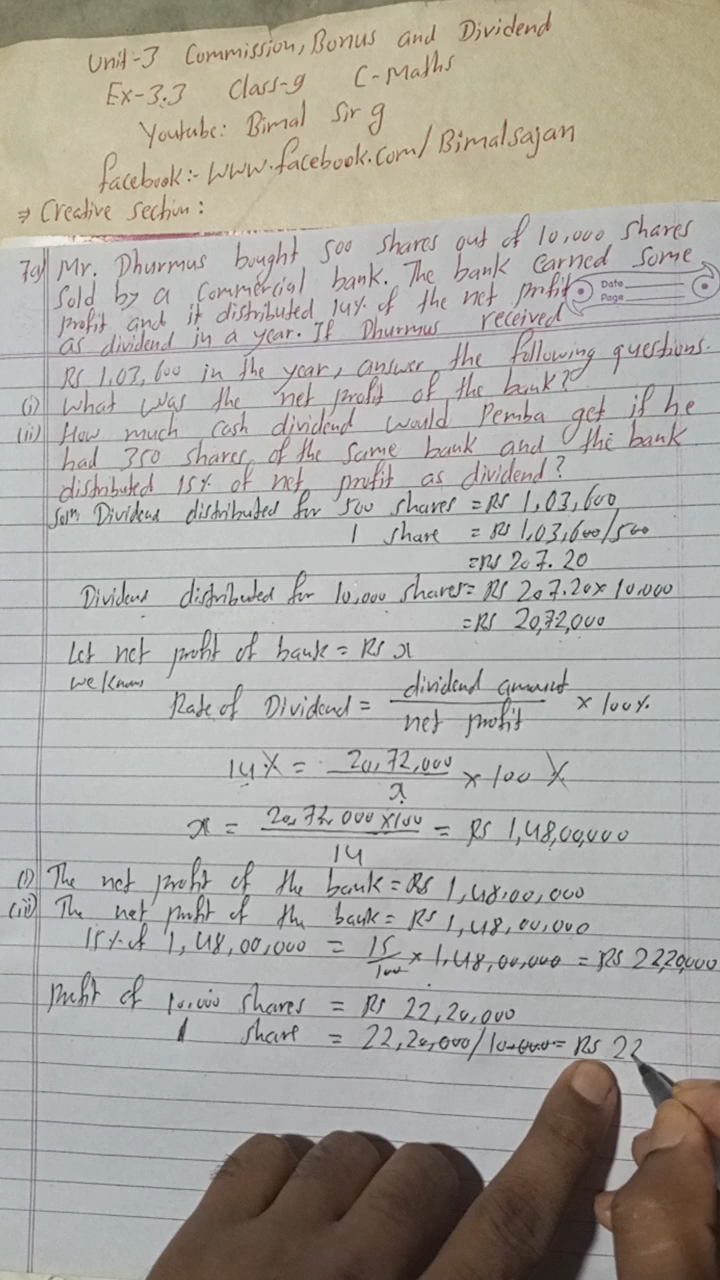 Unit-3 Commission, Bonus and Dividend
Ex-3.3 Class-9 C-Maths
Youtube: Bimal Sir g
facebook:- www.facebook.com/Bimalsajan
⇒ Creative section:
7a) Mr. Dhurmus bought 500 shares out of 10,000 shares
sold by a commercial bank. The bank earned some
profit and it distributed 14% of the net profit
Date
Page
as dividend in a year. If Dhurmus received
Rs 1,03,600 in the year, answer the following questions.
(i) What was the net profit of the bank?
(ii) How much cash dividend would Pemba get if he
had 350 shares of the same bank and the bank
distributed 15% of net profit as dividend?
Soln Dividend distributed for 500 shares = Rs 1,03,600
1 share = Rs 1,03,600/500
= Rs 207.20
Dividend distributed for 10,000 shares = Rs 207.20 × 10,000
= Rs 20,72,000
Let net profit of bank = Rs x
we know
Rate of Dividend = dividend amount / net profit × 100%
14% = 20,72,000 / x × 100%
x = 20,72,000 × 100 / 14 = Rs 1,48,00,000
(i) The net profit of the bank = Rs 1,48,00,000
(ii) The net profit of the bank = Rs 1,48,00,000
15% of 1,48,00,000 = 15/100 × 1,48,00,000 = Rs 22,20,000
Profit of 10,000 shares = Rs 22,20,000
1 share = 22,20,000/10,000 = Rs 22